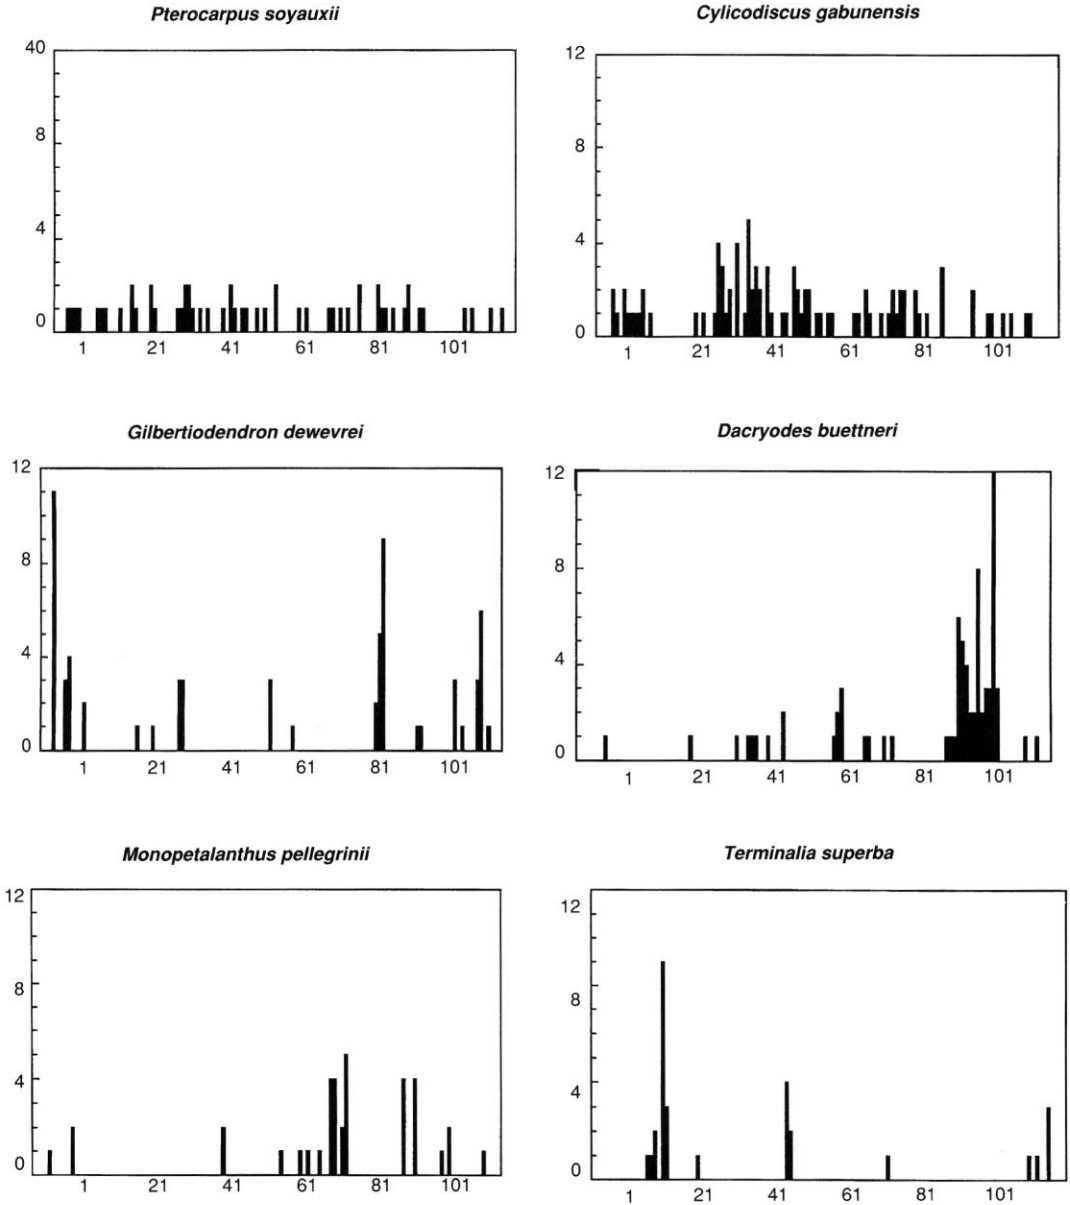 Pterocarpus soyauxii
40
8
4
0
1 21 41 61 81 101
Cylicodiscus gabunensis
12
8
4
0
1 21 41 61 81 101
Gilbertiodendron dewevrei
12
8
4
0
1 21 41 61 81 101
Dacryodes buettneri
12
8
4
0
1 21 41 61 81 101
Monopetalanthus pellegrinii
12
8
4
0
1 21 41 61 81 101
Terminalia superba
12
8
4
0
1 21 41 61 81 101